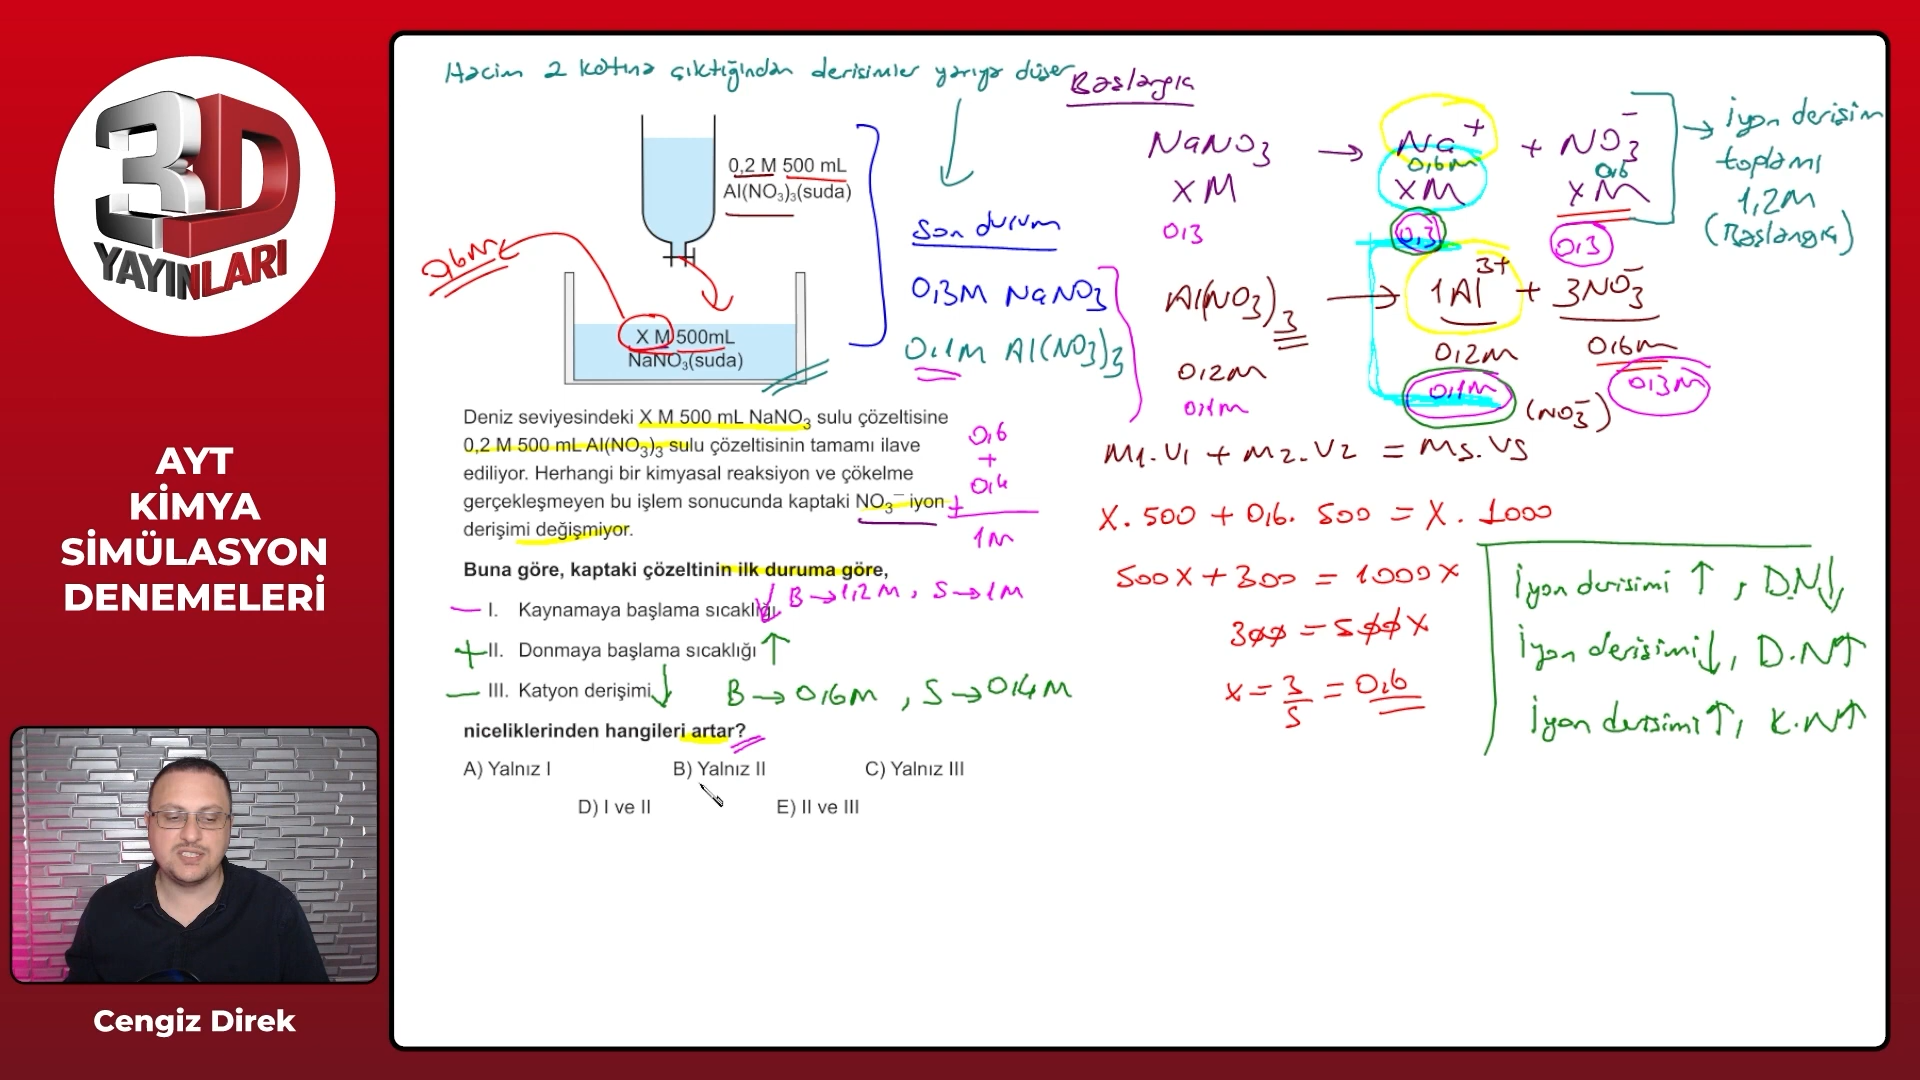 3D
YAYINLARI
AYT
KİMYA
SİMÜLASYON
DENEMELERİ
Cengiz Direk
Hacim 2 katına çıktığından derişimler yarıya düşer
0,2 M 500 mL
Al(NO₃)₃(suda)
0,6M
X M 500mL
NaNO₃(suda)
Son durum
0,3M NaNO₃
0,1M Al(NO₃)₃
Deniz seviyesindeki X M 500 mL NaNO₃ sulu çözeltisine
0,2 M 500 mL Al(NO₃)₃ sulu çözeltisinin tamamı ilave
ediliyor. Herhangi bir kimyasal reaksiyon ve çökelme
gerçekleşmeyen bu işlem sonucunda kaptaki NO₃⁻ iyon
derişimi değişmiyor.
0,6
+
0,4
+
1M
Buna göre, kaptaki çözeltinin ilk duruma göre,
— I. Kaynamaya başlama sıcaklığı ↓ B → 1,2M, S → 1M
+ II. Donmaya başlama sıcaklığı ↑
— III. Katyon derişimi ↓ B → 0,6M, S → 0,4M
niceliklerinden hangileri artar?
A) Yalnız I B) Yalnız II C) Yalnız III
D) I ve II E) II ve III
Başlangıç
NaNO₃ → Na⁺ + NO₃⁻
0,6M 0,6
XM XM XM
0,3 0,3 0,3
→ İyon derişim
toplamı
1,2M
(Başlangıç)
Al(NO₃)₃ → 1Al³⁺ + 3NO₃⁻
0,2M 0,2M 0,6M
0,1M 0,1M 0,3M
(NO₃⁻)
M1.V1 + M2.V2 = MS.VS
X.500 + 0,6.500 = X.1000
500X + 300 = 1000X
300 = 500X
X = 3/5 = 0,6
İyon derişimi ↑, D.N↓
İyon derişimi↓, D.N↑
İyon derişimi↑, K.N↑